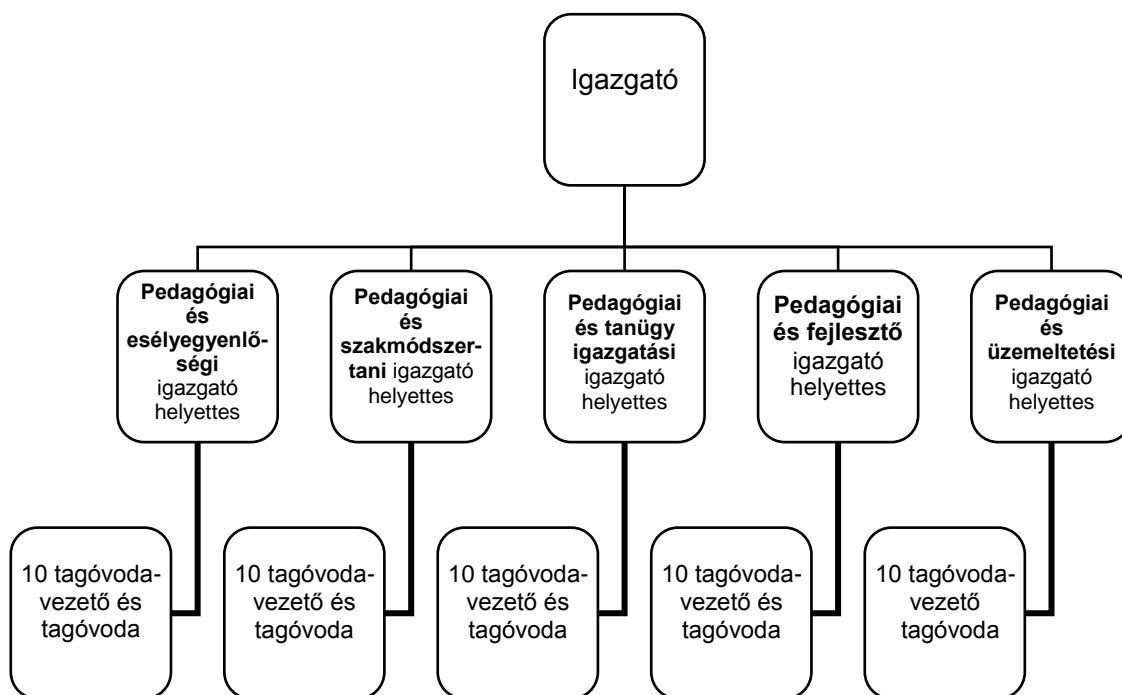 Igazgató
Pedagógiai
és
esélyegyenlő-
ségi
igazgató
helyettes
Pedagógiai
és
szakmódszer-
tani igazgató
helyettes
Pedagógiai
és tanügy
igazgatási
igazgató
helyettes
Pedagógiai
és fejlesztő
igazgató
helyettes
Pedagógiai
és
üzemeltetési
igazgató
helyettes
10 tagóvoda-
vezető és
tagóvoda
10 tagóvoda-
vezető és
tagóvoda
10 tagóvoda-
vezető és
tagóvoda
10 tagóvoda-
vezető és
tagóvoda
10 tagóvoda-
vezető
tagóvoda